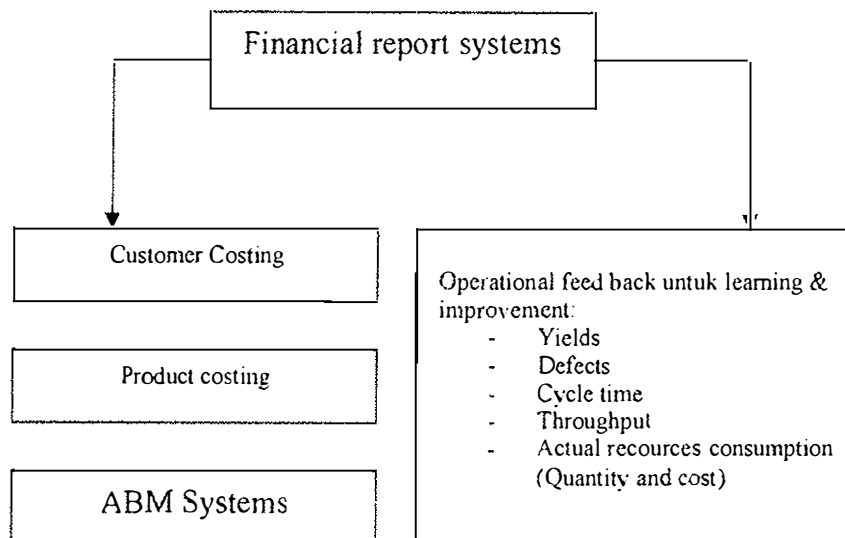 Financial report systems
Customer Costing
Product costing
ABM Systems
Operational feed back untuk learning &
improvement:
- Yields
- Defects
- Cycle time
- Throughput
- Actual recources consumption
(Quantity and cost)